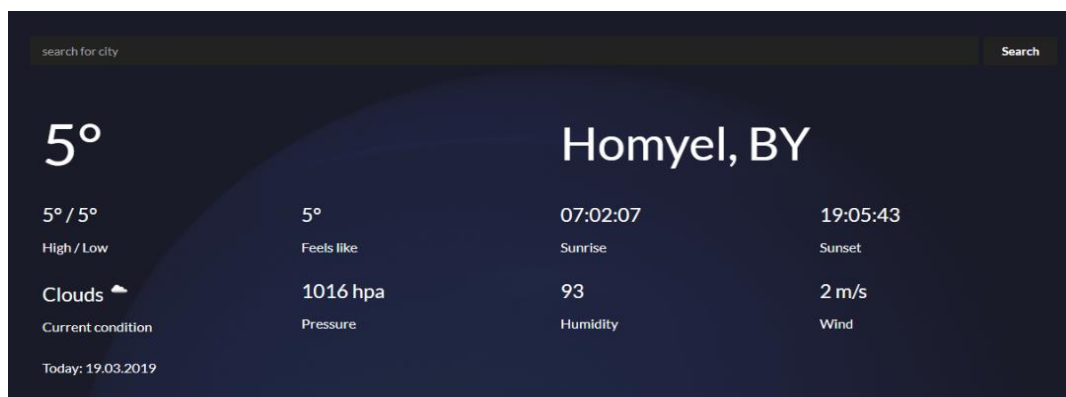 search for city Search
5° Homyel, BY
5° / 5° 5° 07:02:07 19:05:43
High / Low Feels like Sunrise Sunset
Clouds 1016 hpa 93 2 m/s
Current condition Pressure Humidity Wind
Today: 19.03.2019